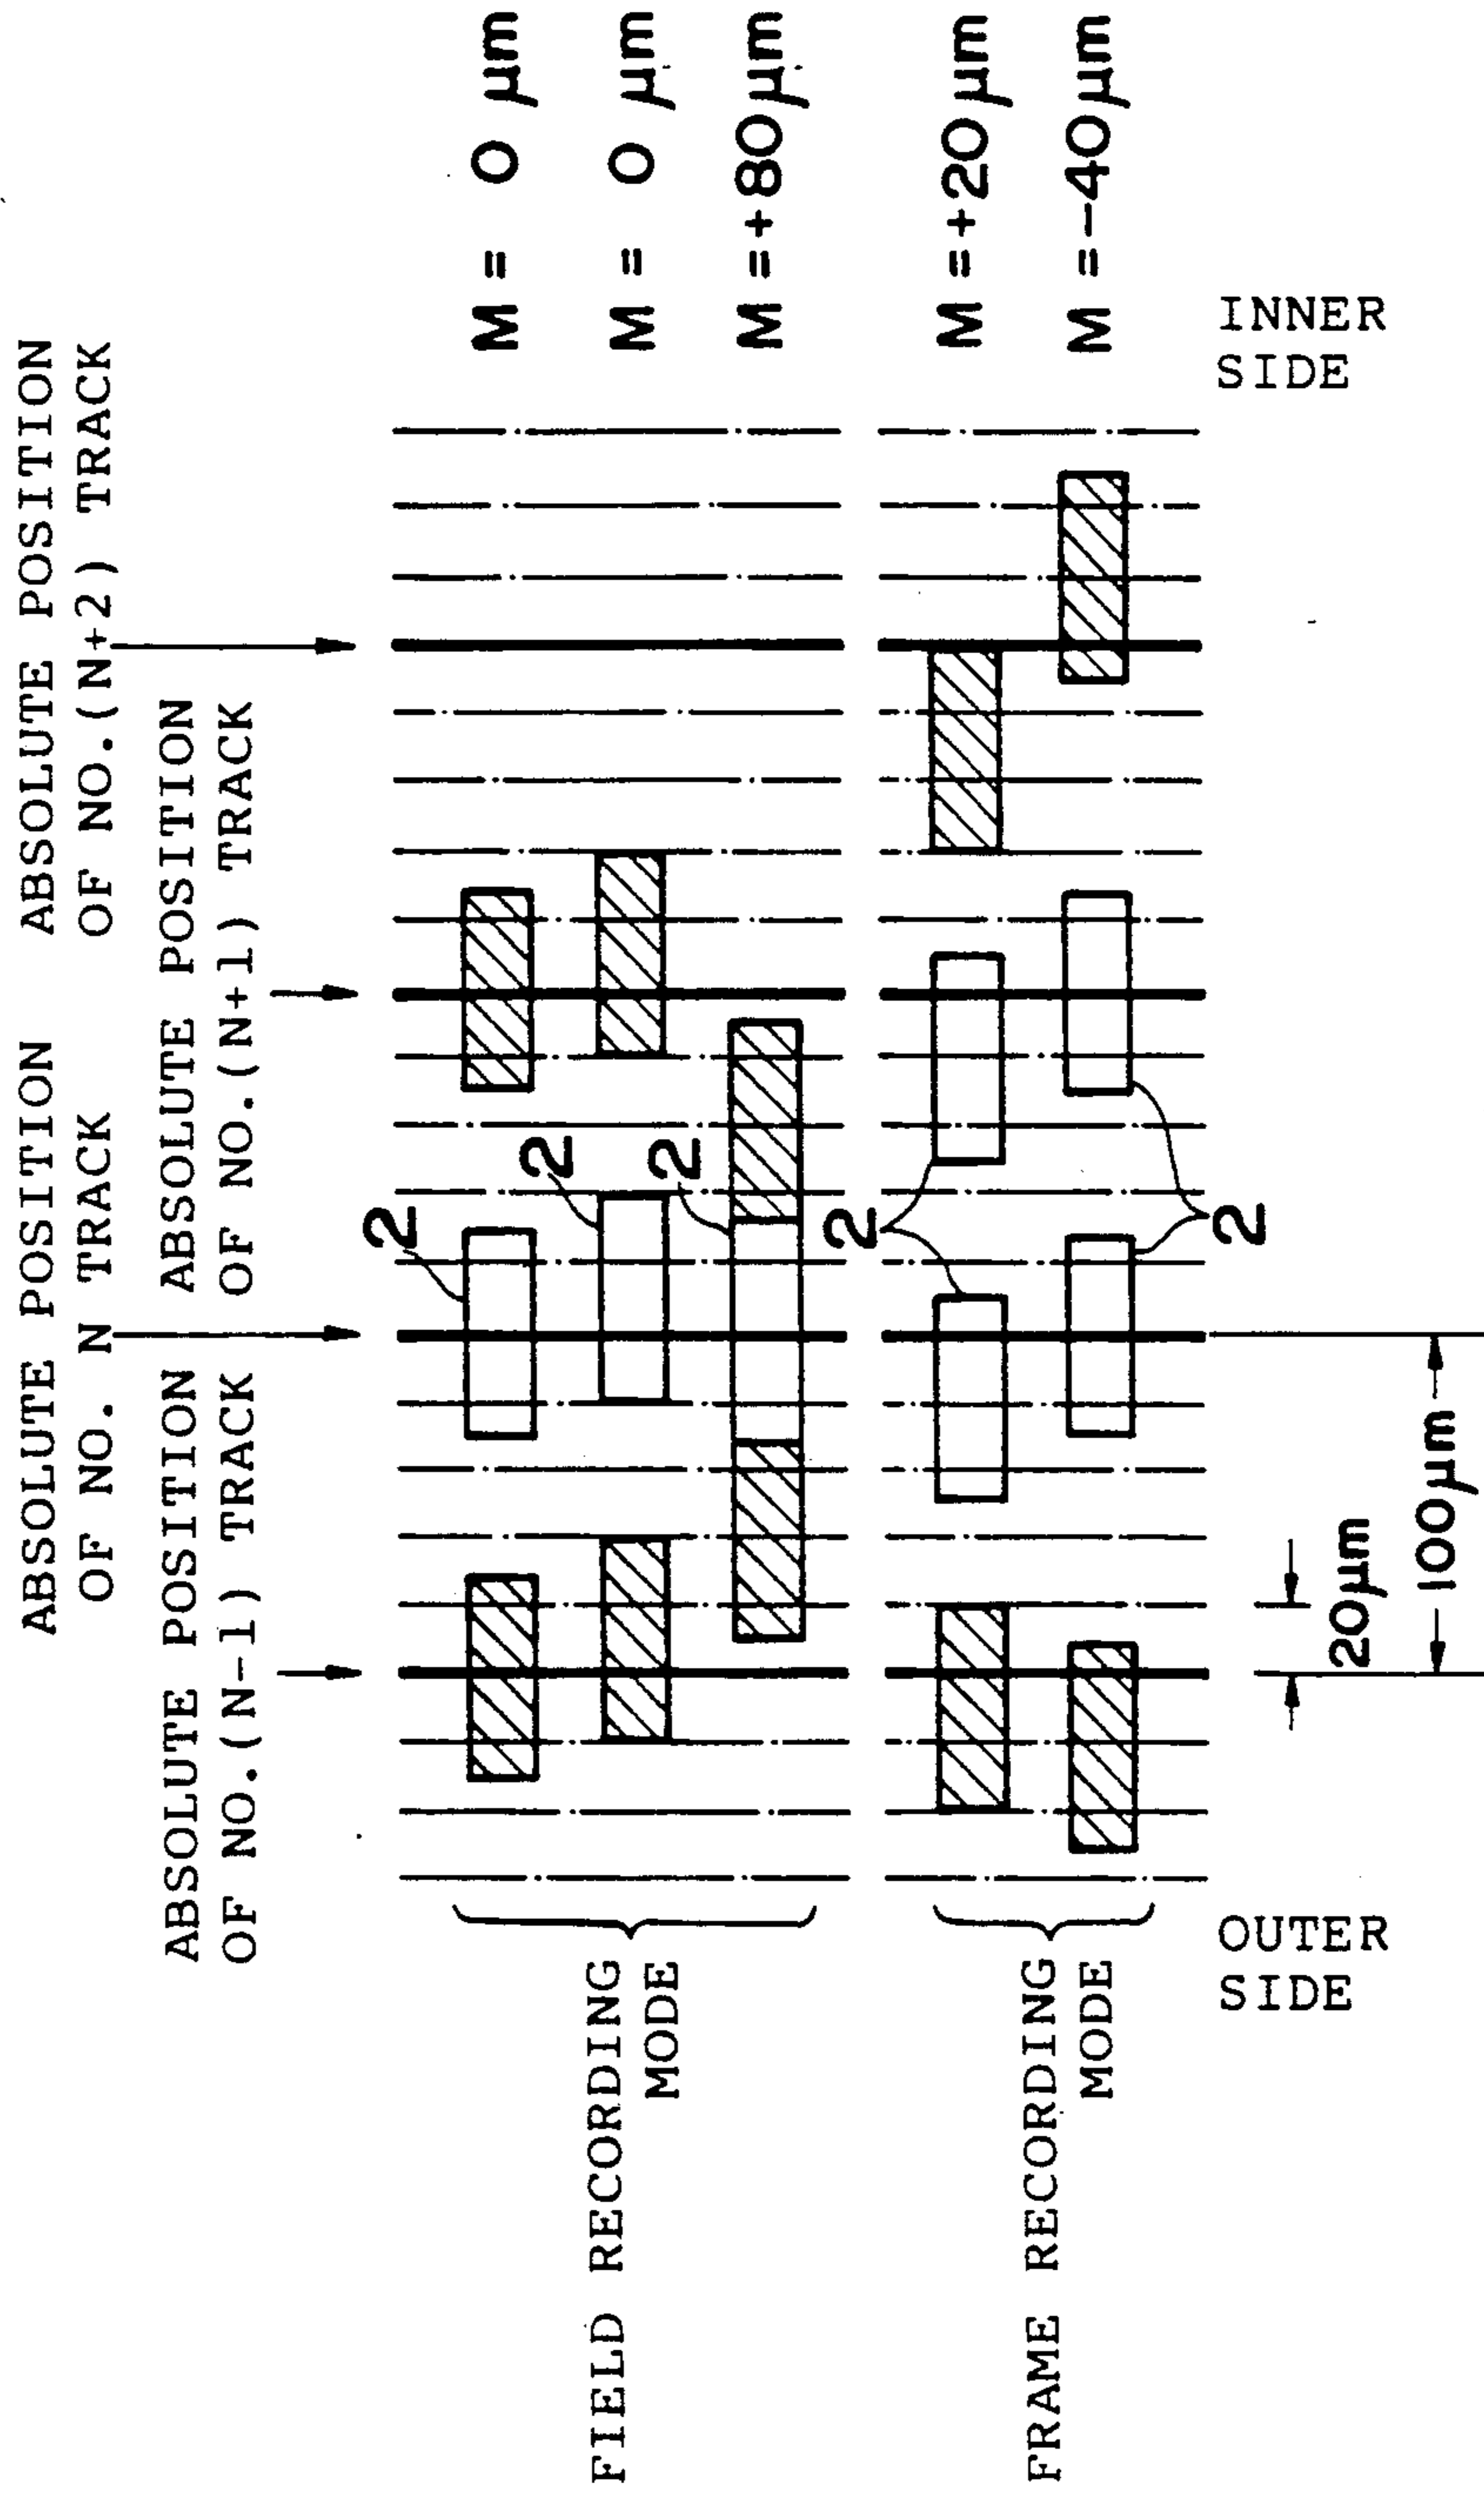 ABSOLUTE POSITION
OF NO. N TRACK
ABSOLUTE POSITION
OF NO.(N+2) TRACK
ABSOLUTE POSITION
OF NO.(N-1) TRACK
ABSOLUTE POSITION
OF NO.(N+1) TRACK
FIELD RECORDING
MODE
2
2
2
M = 0 µm
M = 0 µm
M =+80µm
FRAME RECORDING
MODE
2
2
M =+20µm
M =-40µm
OUTER
SIDE
INNER
SIDE
20µm
100µm